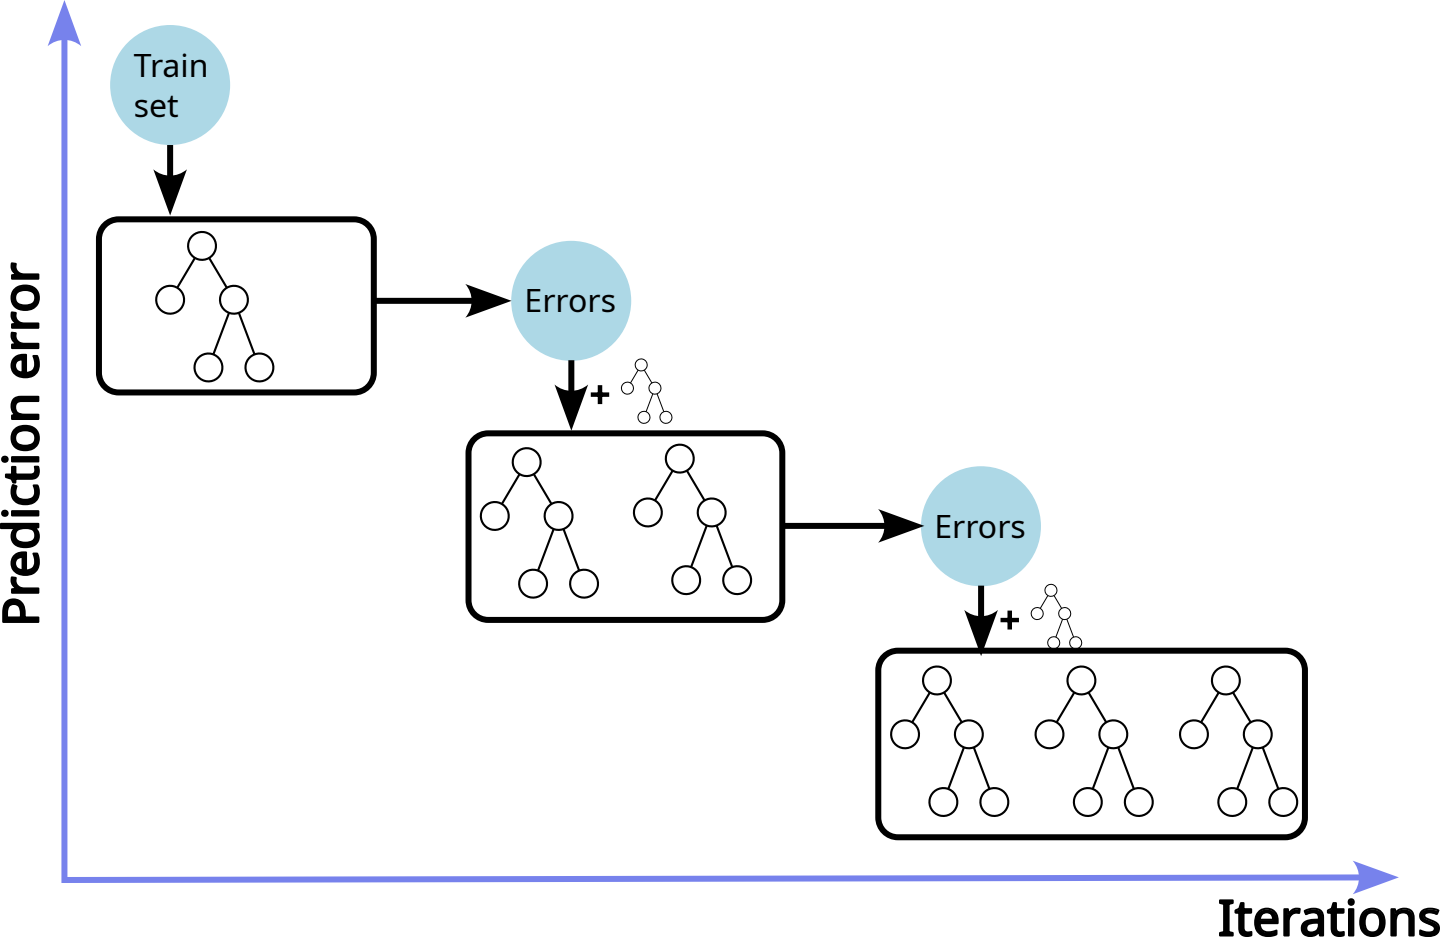 Train
set
Errors
+
Errors
+
Prediction error
Iterations